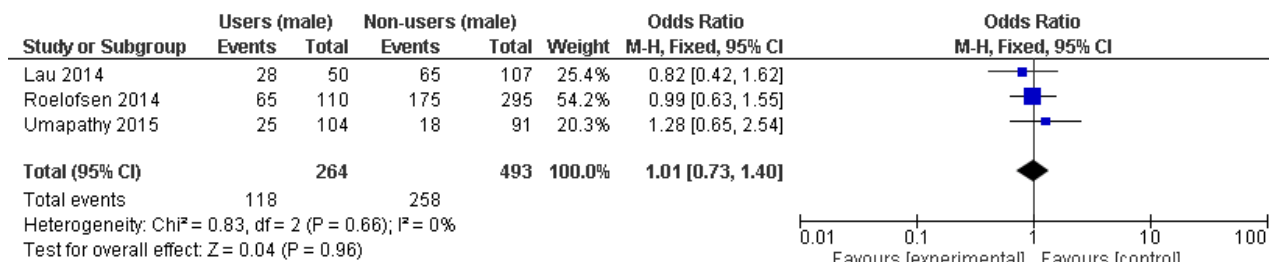 Users (male) Non-users (male) Odds Ratio Odds Ratio
Study or Subgroup Events Total Events Total Weight M-H, Fixed, 95% CI M-H, Fixed, 95% CI
Lau 2014 28 50 65 107 25.4% 0.82 [0.42, 1.62]
Roelofsen 2014 65 110 175 295 54.2% 0.99 [0.63, 1.55]
Umapathy 2015 25 104 18 91 20.3% 1.28 [0.65, 2.54]
Total (95% CI) 264 493 100.0% 1.01 [0.73, 1.40]
Total events 118 258
Heterogeneity: Chi² = 0.83, df = 2 (P = 0.66); I² = 0%
Test for overall effect: Z = 0.04 (P = 0.96)
0.01 0.1 1 10 100
Favours [experimental] Favours [control]